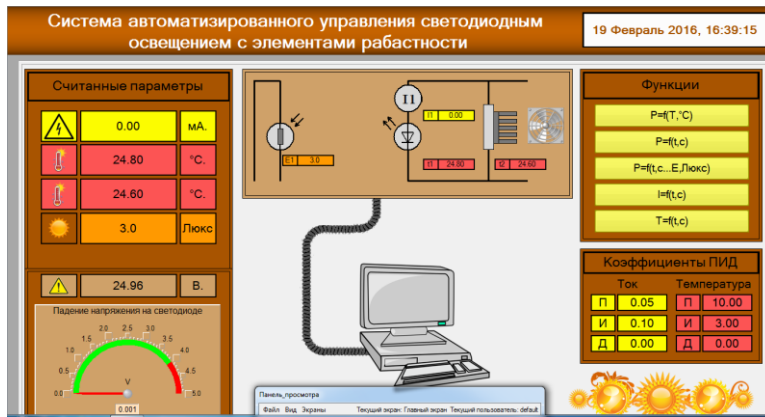 Система автоматизированного управления светодиодным
освещением с элементами рабастности
19 Февраль 2016, 16:39:15
Считанные параметры
0.00 мА.
24.80 °C.
24.60 °C.
3.0 Люкс
24.96 В.
Падение напряжения на светодиоде
0.0 0.5 1.0 1.5 2.0 2.5 3.0 3.5 4.0 4.5 5.0
V
0.001
I1
I1 0.00
E1 3.0
t1 24.80 t2 24.60
Функции
P=f(T,°C)
P=f(t,c)
P=f(t,c...E,Люкс)
I=f(t,c)
T=f(t,c)
Коэффициенты ПИД
Ток Температура
П 0.05 П 10.00
И 0.10 И 3.00
Д 0.00 Д 0.00
Панель_просмотра
Файл Вид Экраны Текущий экран: Главный экран Текущий пользователь: default